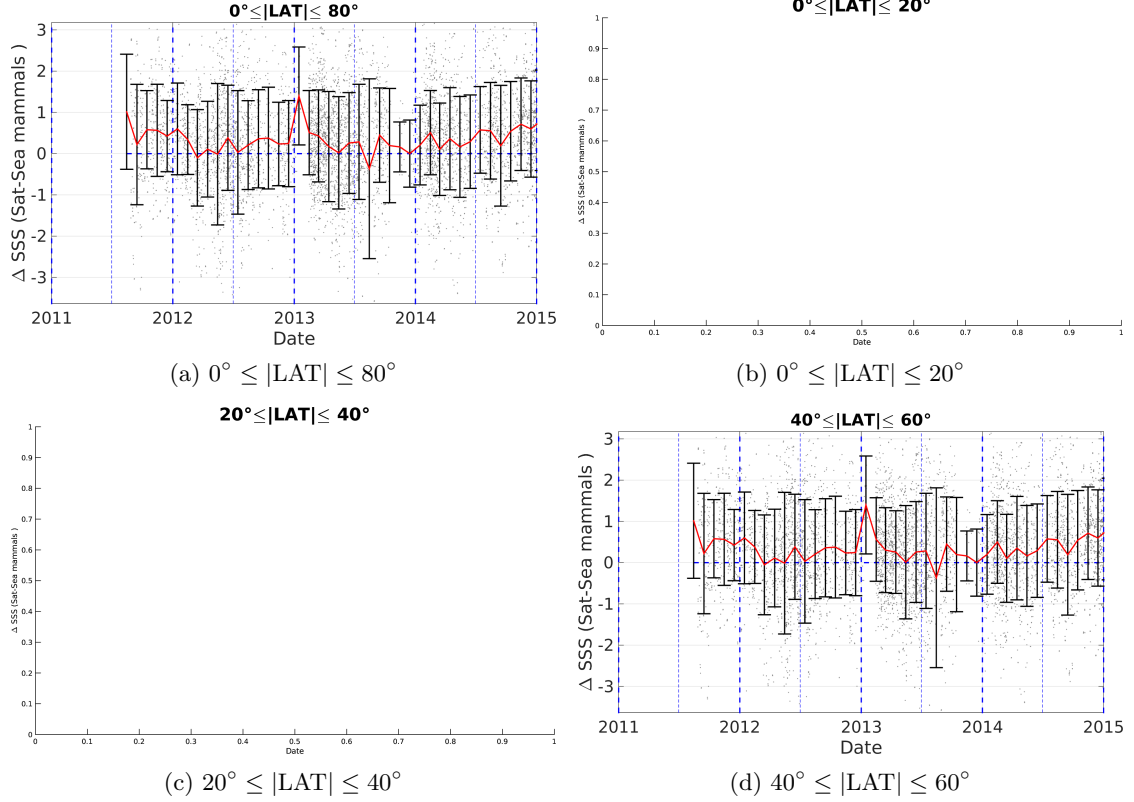 0°≤|LAT|≤ 80°
Δ SSS (Sat-Sea mammals )
3
2
1
0
-1
-2
-3
2011 2012 2013 2014 2015
Date
(a) 0° ≤ |LAT| ≤ 80°
0°≤|LAT|≤ 20°
Δ SSS (Sat-Sea mammals )
1
0.9
0.8
0.7
0.6
0.5
0.4
0.3
0.2
0.1
0
0 0.1 0.2 0.3 0.4 0.5 0.6 0.7 0.8 0.9 1
Date
(b) 0° ≤ |LAT| ≤ 20°
20°≤|LAT|≤ 40°
Δ SSS (Sat-Sea mammals )
1
0.9
0.8
0.7
0.6
0.5
0.4
0.3
0.2
0.1
0
0 0.1 0.2 0.3 0.4 0.5 0.6 0.7 0.8 0.9 1
Date
(c) 20° ≤ |LAT| ≤ 40°
40°≤|LAT|≤ 60°
Δ SSS (Sat-Sea mammals )
3
2
1
0
-1
-2
-3
2011 2012 2013 2014 2015
Date
(d) 40° ≤ |LAT| ≤ 60°